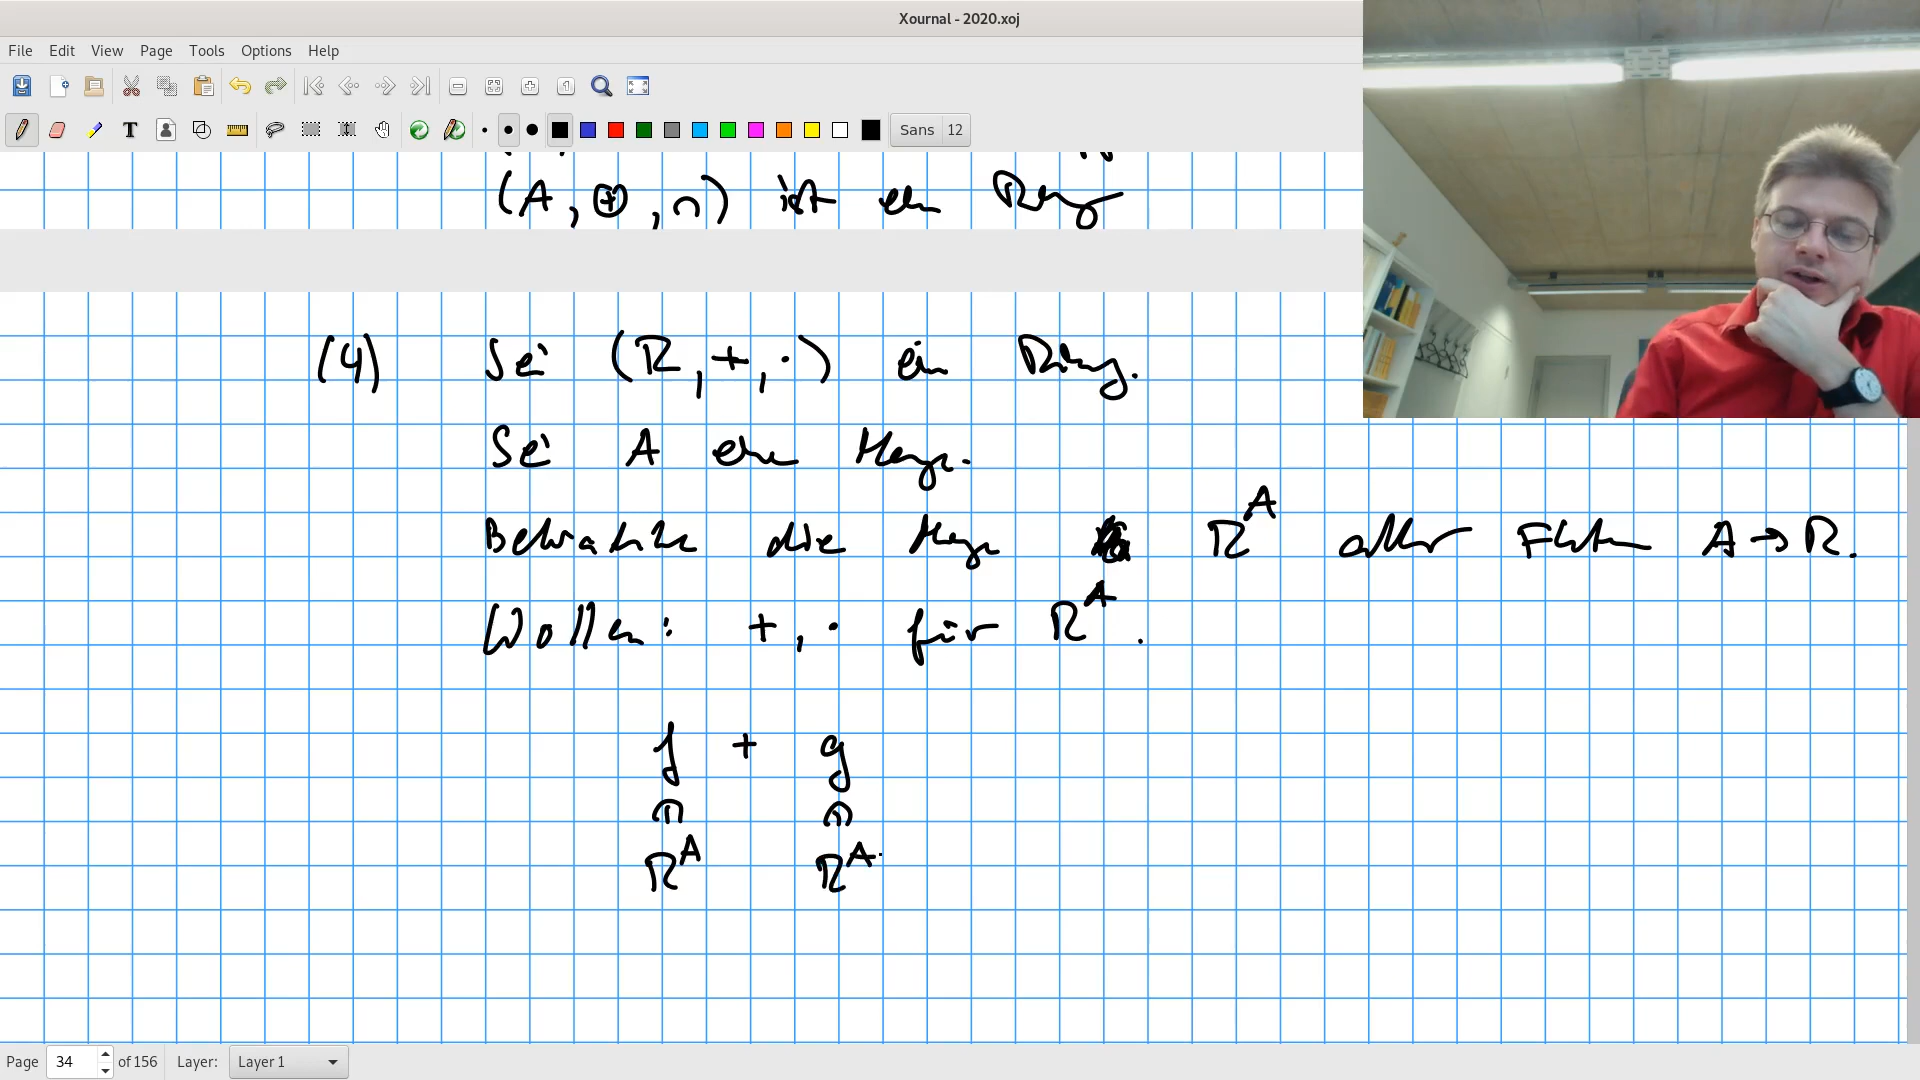 Xournal - 2020.xoj
File Edit View Page Tools Options Help
Sans 12
(A, ⊕, ∩) ist ein Ring
(4) Sei (R, +, ·) ein Ring.
Sei A eine Menge.
Betrachte die Menge R^A aller Fkten A → R.
Wollen: +, · für R^A.
f + g
∈ ∈
R^A R^A
Page 34 of 156 Layer: Layer 1